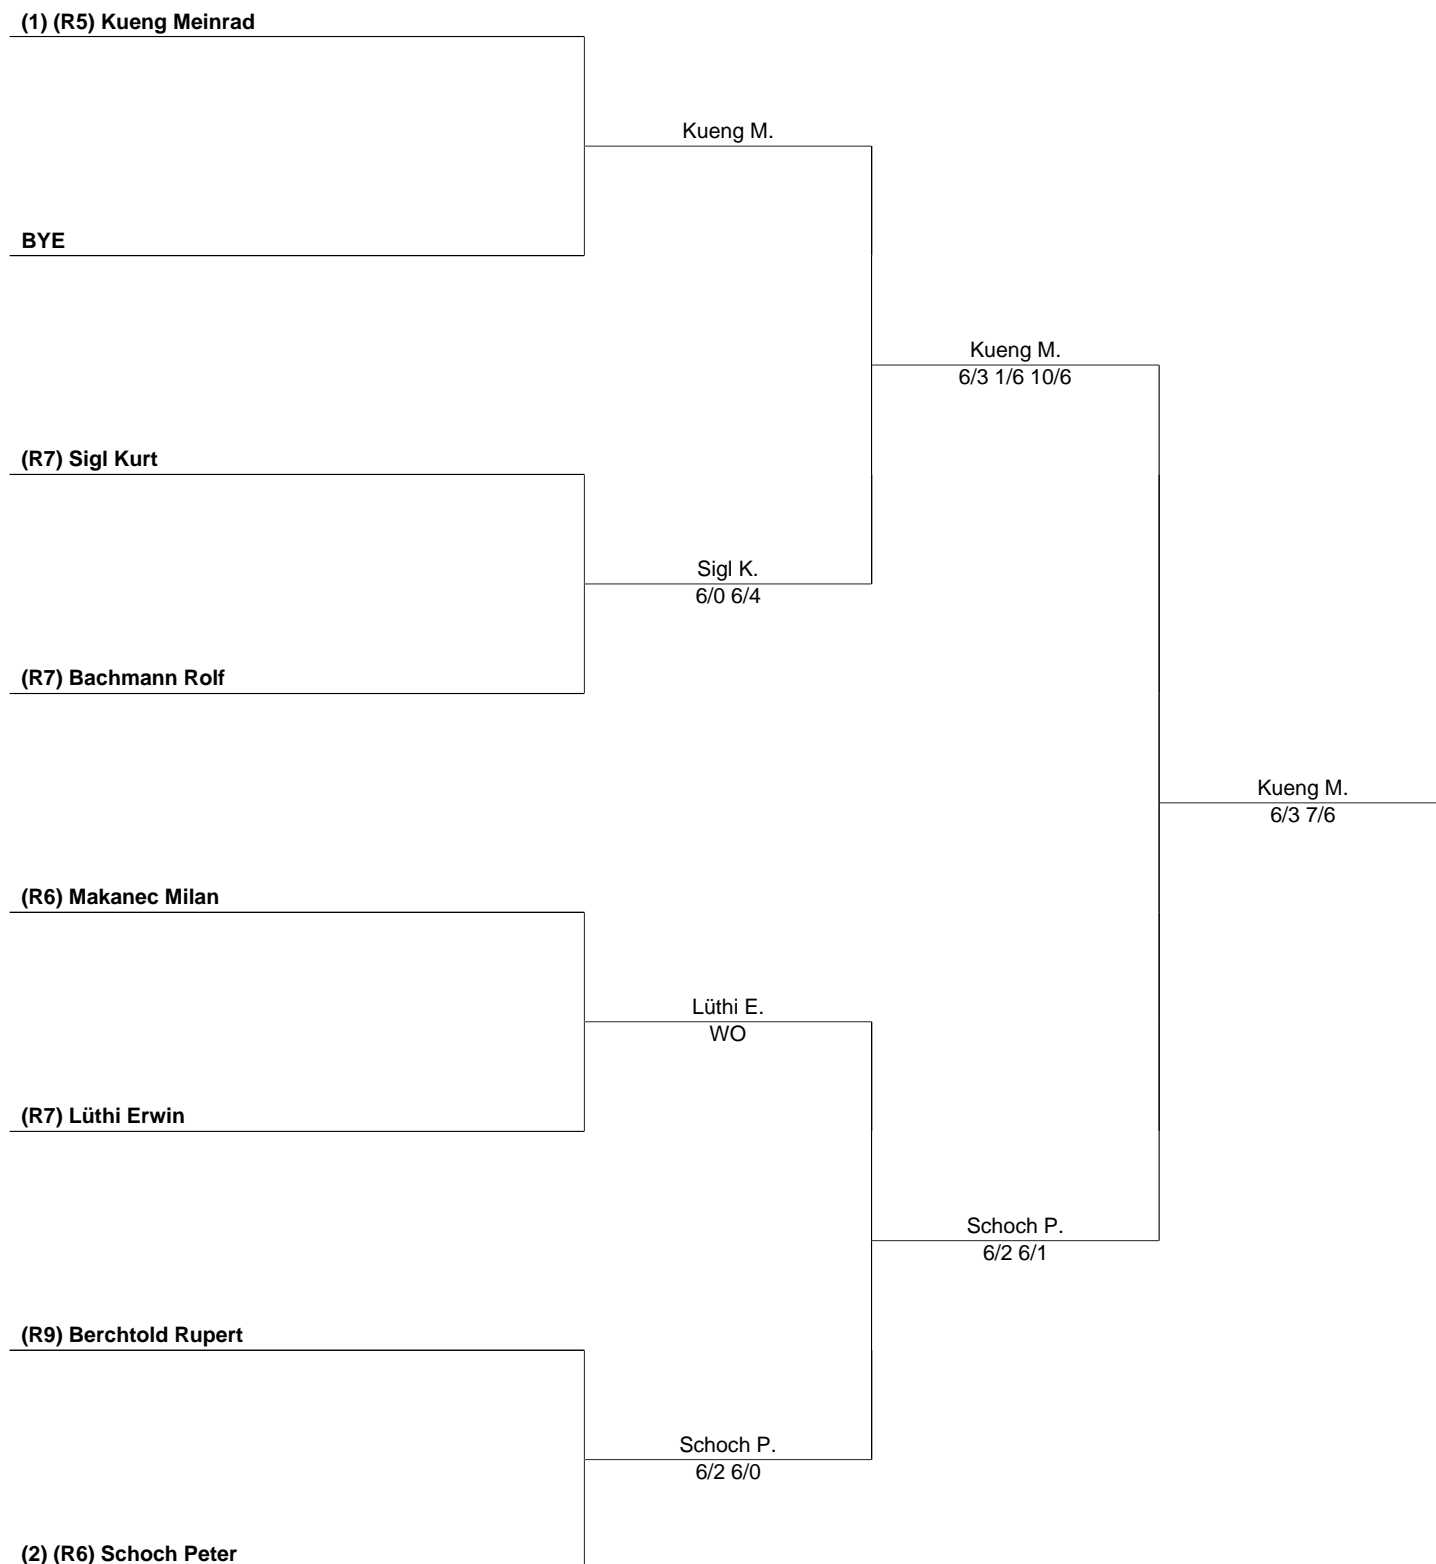 (1) (R5) Kueng Meinrad
Kueng M.
BYE
Kueng M.
6/3 1/6 10/6
(R7) Sigl Kurt
Sigl K.
6/0 6/4
(R7) Bachmann Rolf
Kueng M.
6/3 7/6
(R6) Makanec Milan
Lüthi E.
WO
(R7) Lüthi Erwin
Schoch P.
6/2 6/1
(R9) Berchtold Rupert
Schoch P.
6/2 6/0
(2) (R6) Schoch Peter